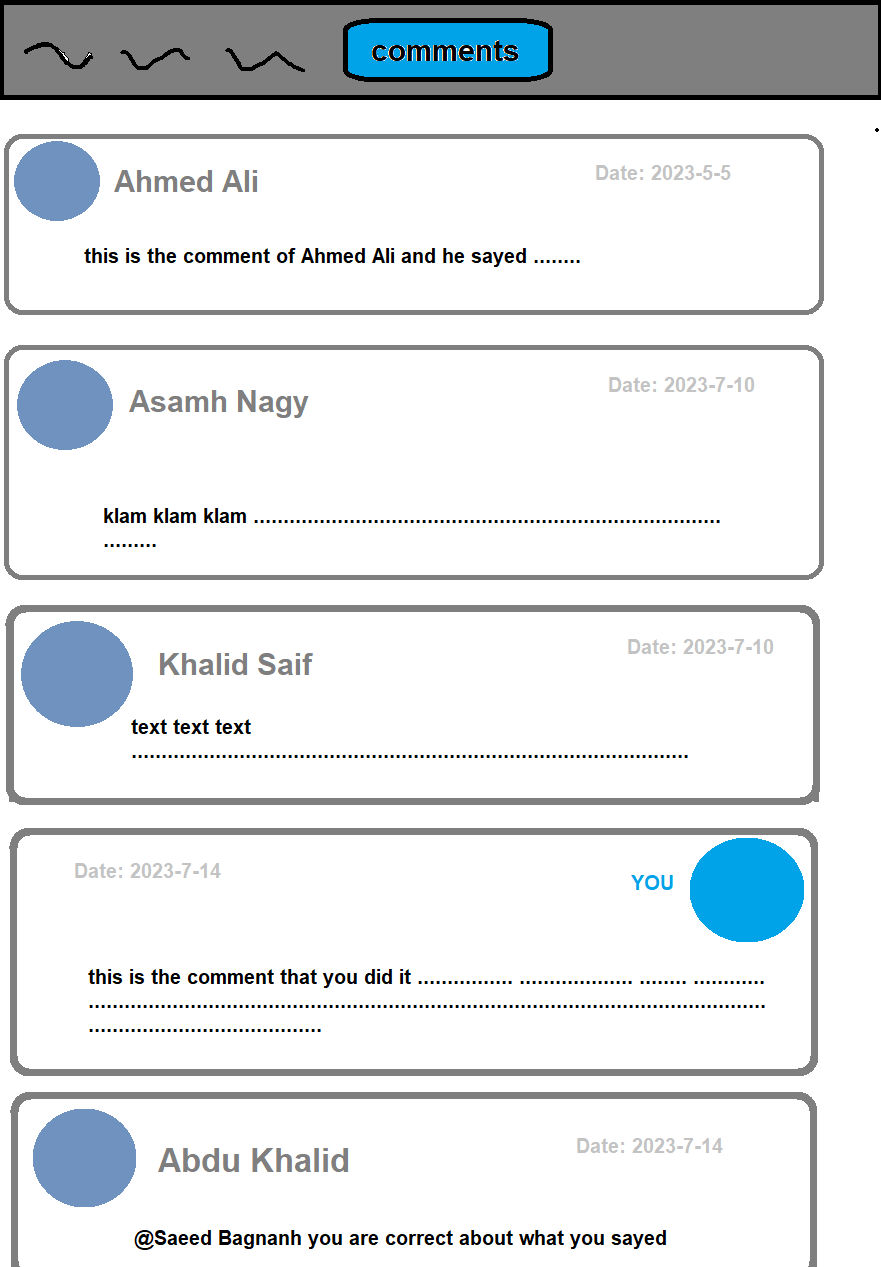 comments
Ahmed Ali
Date: 2023-5-5
this is the comment of Ahmed Ali and he sayed ........
Asamh Nagy
Date: 2023-7-10
klam klam klam ..............................................................................
.........
Khalid Saif
Date: 2023-7-10
text text text
.............................................................................................
Date: 2023-7-14
YOU
this is the comment that you did it ................ ................... ........ ............
.................................................................................................................
.......................................
Abdu Khalid
Date: 2023-7-14
@Saeed Bagnanh you are correct about what you sayed